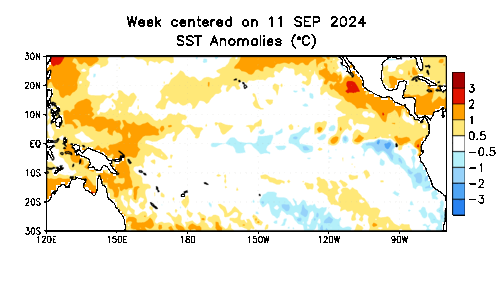 Week centered on 11 SEP 2024
SST Anomalies (°C)
30N
20N
10N
EQ
10S
20S
30S
120E 150E 180 150W 120W 90W
3
2
1
0.5
-0.5
-1
-2
-3